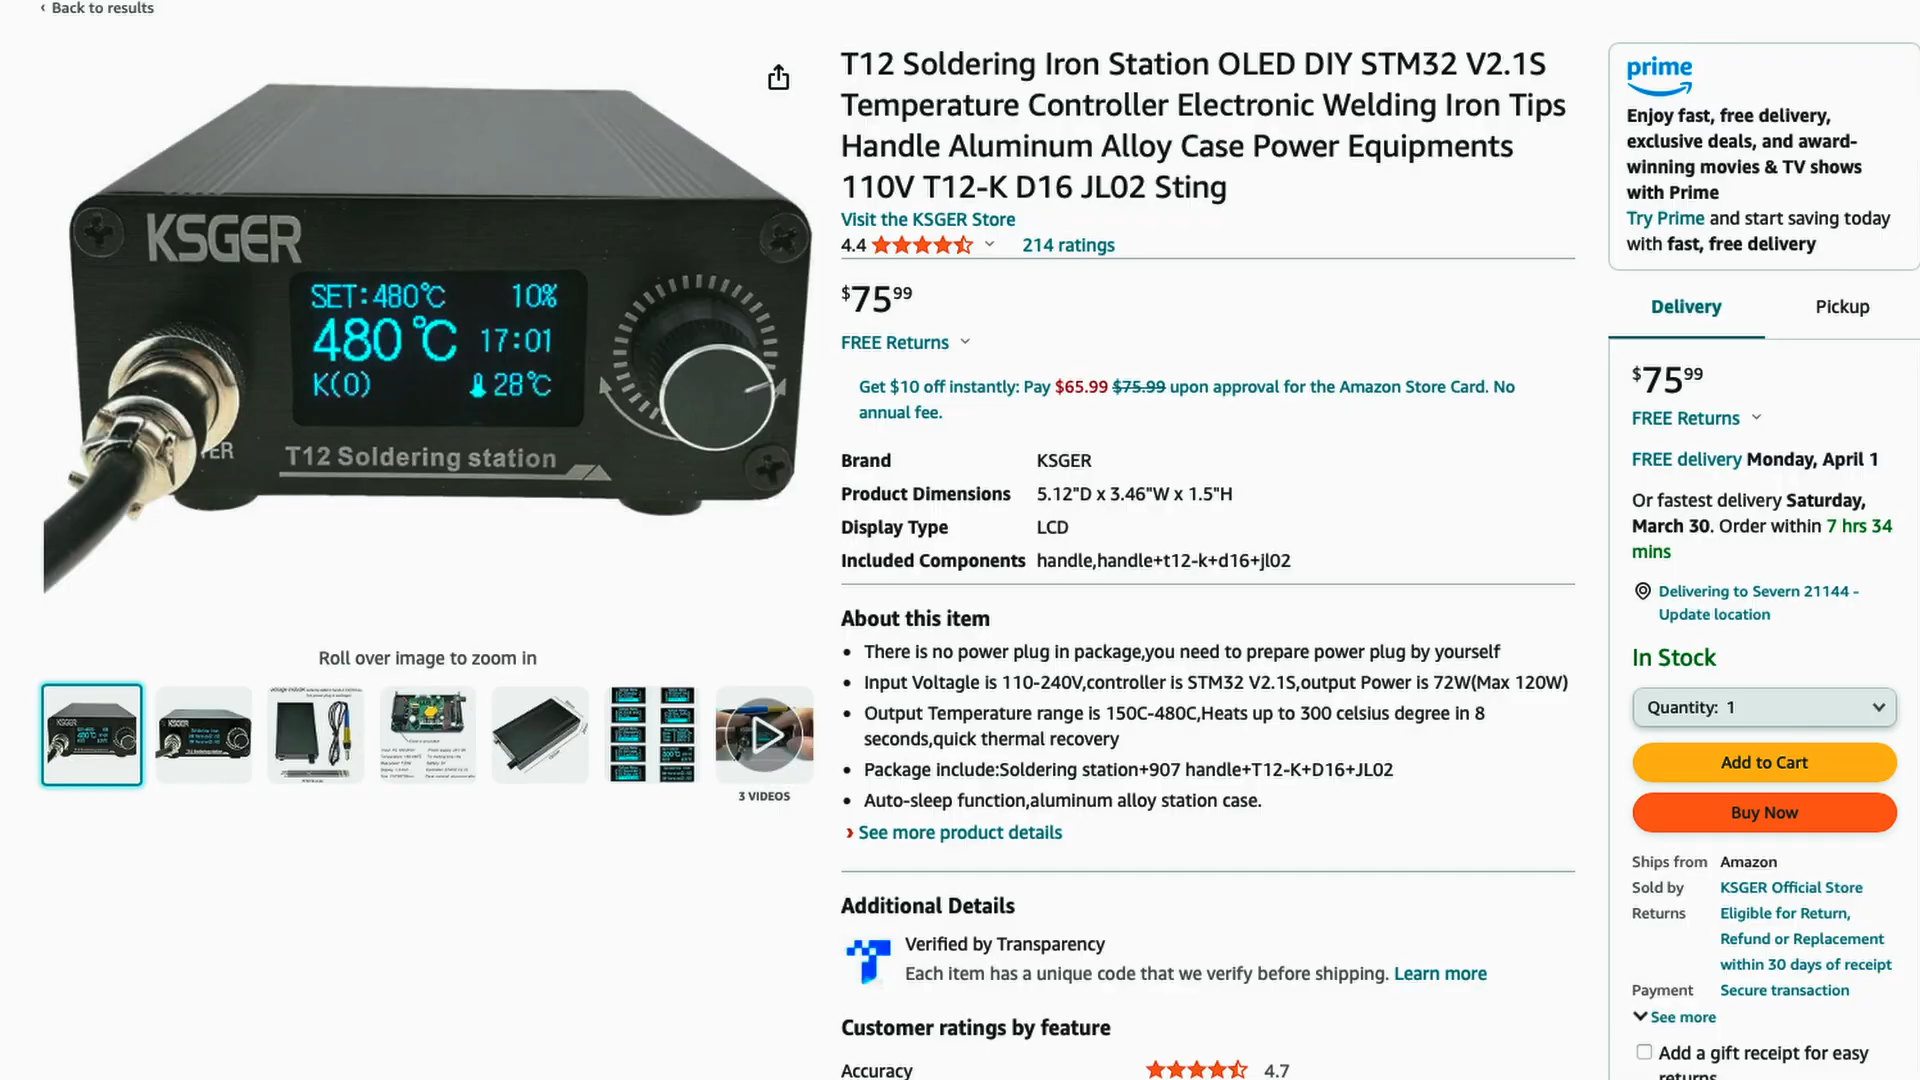 ‹ Back to results
KSGER
SET:480℃ 10%
480℃ 17:01
K(0) 28℃
T12 Soldering station
Roll over image to zoom in
3 VIDEOS
T12 Soldering Iron Station OLED DIY STM32 V2.1S
Temperature Controller Electronic Welding Iron Tips
Handle Aluminum Alloy Case Power Equipments
110V T12-K D16 JL02 Sting
Visit the KSGER Store
4.4 214 ratings
$75 99
FREE Returns
Get $10 off instantly: Pay $65.99 $75.99 upon approval for the Amazon Store Card. No
annual fee.
Brand KSGER
Product Dimensions 5.12"D x 3.46"W x 1.5"H
Display Type LCD
Included Components handle,handle+t12-k+d16+jl02
About this item
• There is no power plug in package,you need to prepare power plug by yourself
• Input Voltagle is 110-240V,controller is STM32 V2.1S,output Power is 72W(Max 120W)
• Output Temperature range is 150C-480C,Heats up to 300 celsius degree in 8
seconds,quick thermal recovery
• Package include:Soldering station+907 handle+T12-K+D16+JL02
• Auto-sleep function,aluminum alloy station case.
› See more product details
Additional Details
Verified by Transparency
Each item has a unique code that we verify before shipping. Learn more
Customer ratings by feature
Accuracy 4.7
prime
Enjoy fast, free delivery,
exclusive deals, and award-
winning movies & TV shows
with Prime
Try Prime and start saving today
with fast, free delivery
Delivery Pickup
$75 99
FREE Returns
FREE delivery Monday, April 1
Or fastest delivery Saturday,
March 30. Order within 7 hrs 34
mins
Delivering to Severn 21144 -
Update location
In Stock
Quantity: 1
Add to Cart
Buy Now
Ships from Amazon
Sold by KSGER Official Store
Returns Eligible for Return,
Refund or Replacement
within 30 days of receipt
Payment Secure transaction
See more
Add a gift receipt for easy
returns